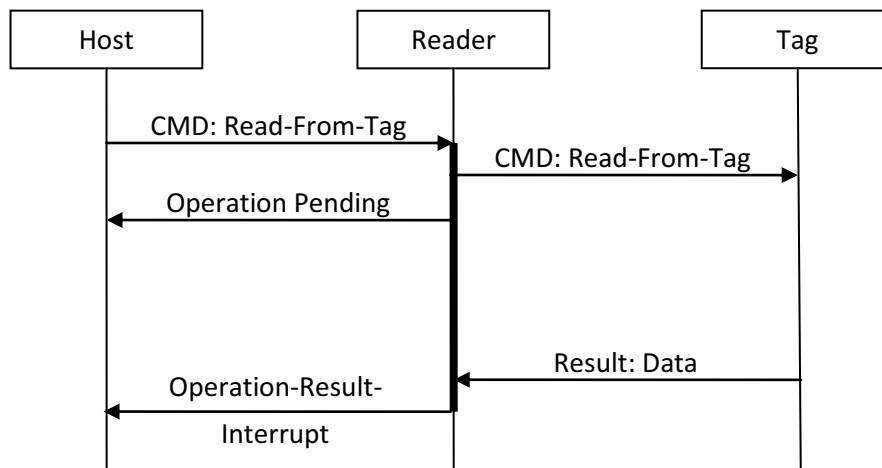 Host
Reader
Tag
CMD: Read-From-Tag
CMD: Read-From-Tag
Operation Pending
Result: Data
Operation-Result-
Interrupt